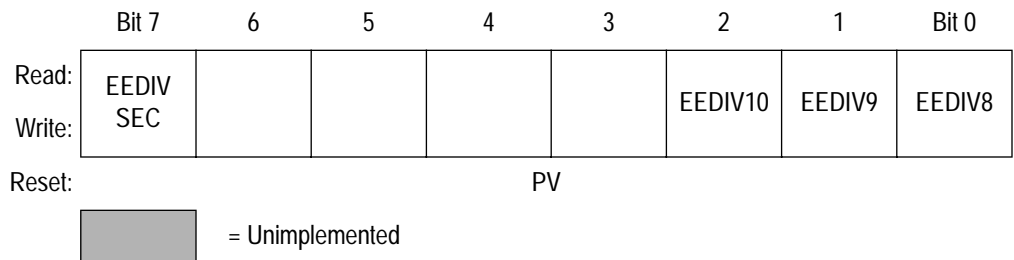 Bit 7 6 5 4 3 2 1 Bit 0
Read:
EEDIV
SEC
EEDIV10 EEDIV9 EEDIV8
Write:
Reset: PV
= Unimplemented